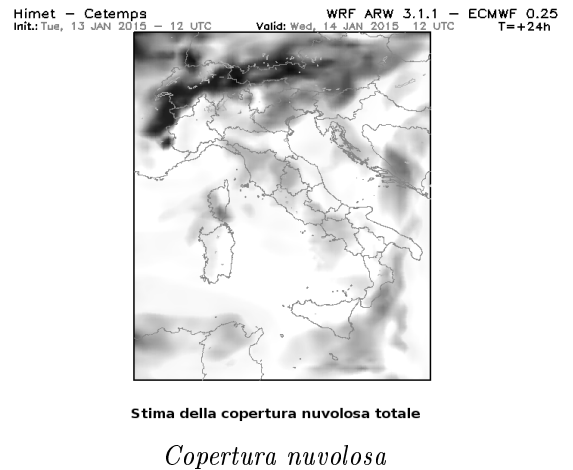 Himet – Cetemps WRF ARW 3.1.1 – ECMWF 0.25
Init.: Tue, 13 JAN 2015 – 12 UTC Valid: Wed, 14 JAN 2015 12 UTC T=+24h
Stima della copertura nuvolosa totale
Copertura nuvolosa